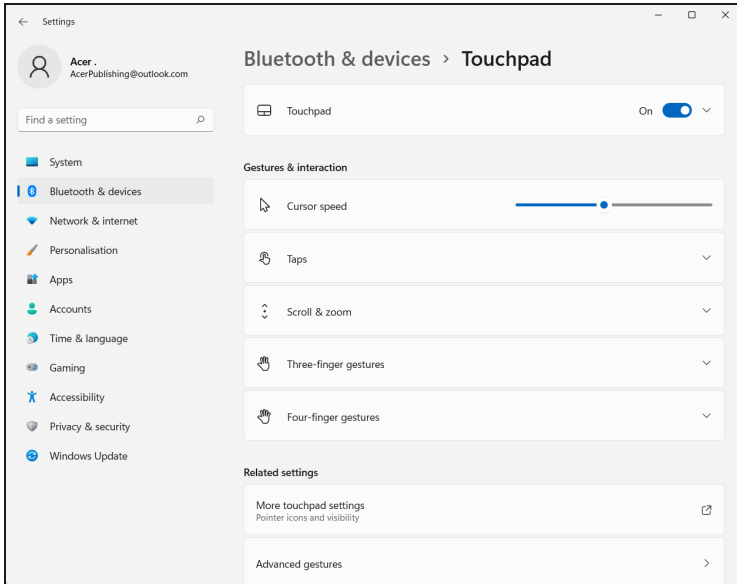 Settings
Acer .
AcerPublishing@outlook.com
Find a setting
System
Bluetooth & devices
Network & internet
Personalisation
Apps
Accounts
Time & language
Gaming
Accessibility
Privacy & security
Windows Update
Bluetooth & devices > Touchpad
Touchpad On
Gestures & interaction
Cursor speed
Taps
Scroll & zoom
Three-finger gestures
Four-finger gestures
Related settings
More touchpad settings
Pointer icons and visibility
Advanced gestures